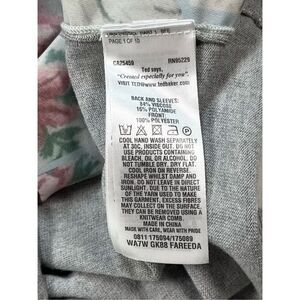 PAGE 1 OF 10
CA25459 RN95229
Ted says,
"Created especially for you"
VISIT TED@www.tedbaker.com
BACK AND SLEEVES:
84% VISCOSE
16% POLYAMIDE
FRONT
100% POLYESTER
COOL HAND WASH SEPARATELY
AT 30C. INSIDE OUT. DO NOT
USE PRODUCTS CONTAINING
BLEACH, OIL OR ALCOHOL. DO
NOT TUMBLE DRY. DRY FLAT.
COOL IRON ON REVERSE.
RESHAPE WHILST DAMP AND
IRON. DO NOT LEAVE IN DIRECT
SUNLIGHT. DUE TO THE NATURE
OF THE YARN USED TO MAKE
THIS GARMENT, EXCESS FIBRES
MAY COLLECT ON THE SURFACE.
THEY CAN BE REMOVED USING A
KNITWEAR COMB.
MADE IN CHINA
MADE WITH CARE, WEAR WITH PRIDE
0811 175094/175089
WA7W GK88 FAREEDA